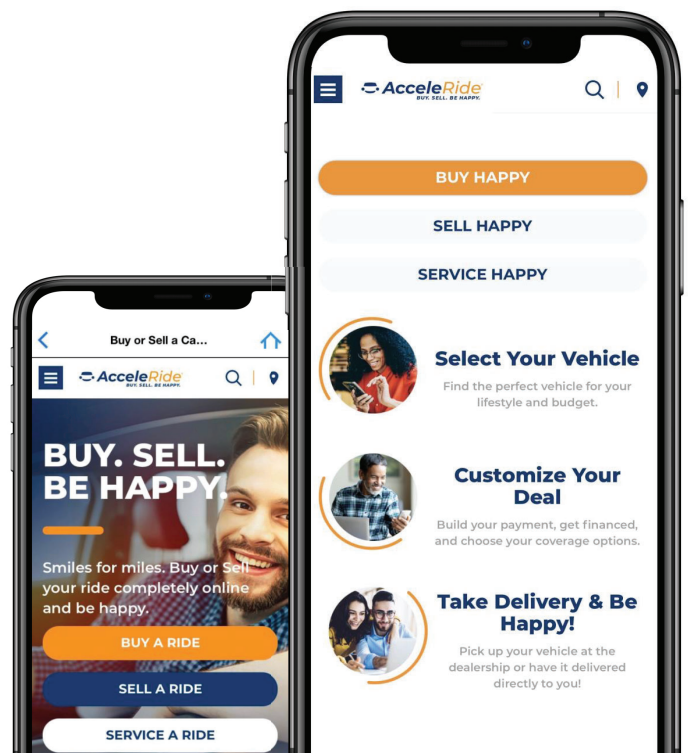 Buy or Sell a Ca...
AcceleRide
BUY. SELL. BE HAPPY.
BUY. SELL.
BE HAPPY.
Smiles for miles. Buy or Sell
your ride completely online
and be happy.
BUY A RIDE
SELL A RIDE
SERVICE A RIDE
AcceleRide
BUY. SELL. BE HAPPY.
BUY HAPPY
SELL HAPPY
SERVICE HAPPY
Select Your Vehicle
Find the perfect vehicle for your
lifestyle and budget.
Customize Your
Deal
Build your payment, get financed,
and choose your coverage options.
Take Delivery & Be
Happy!
Pick up your vehicle at the
dealership or have it delivered
directly to you!